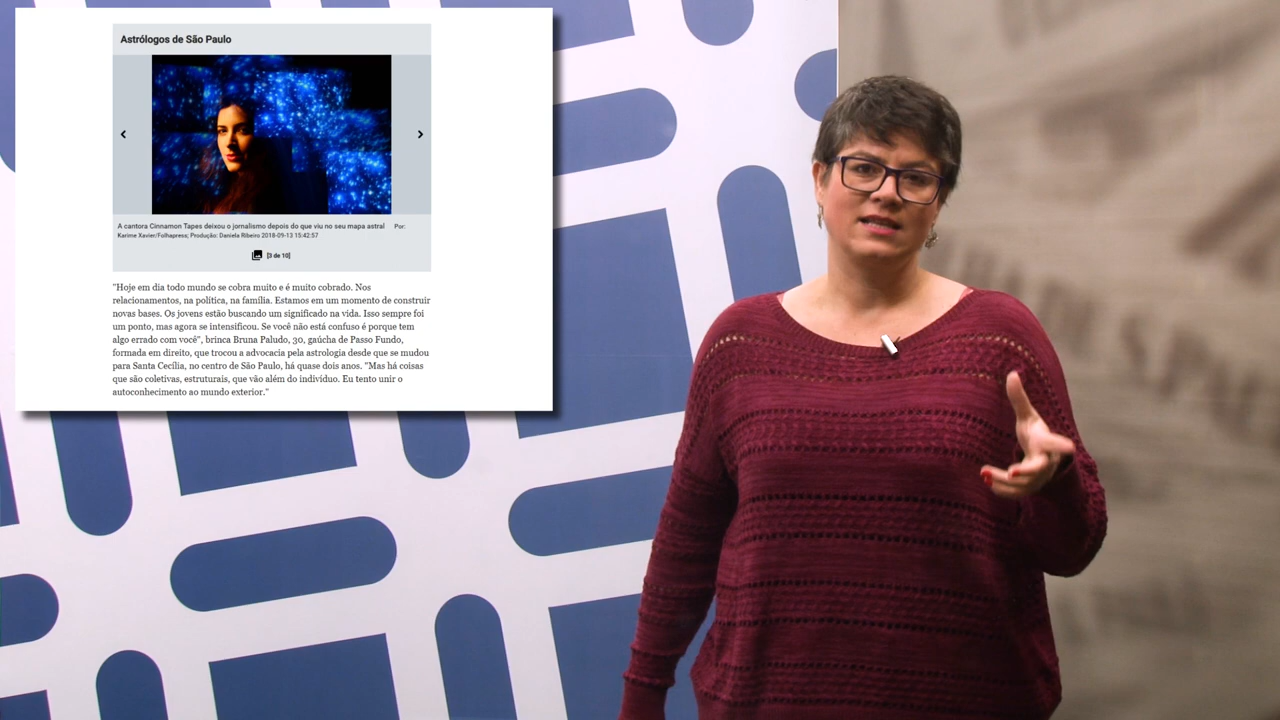 Astrólogos de São Paulo
A cantora Cinnamon Tapes deixou o jornalismo depois do que viu no seu mapa astral Por:
Karime Xavier/Folhapress; Produção: Daniela Ribeiro 2018-09-13 15:42:57
[3 de 10]
"Hoje em dia todo mundo se cobra muito e é muito cobrado. Nos
relacionamentos, na política, na família. Estamos em um momento de construir
novas bases. Os jovens estão buscando um significado na vida. Isso sempre foi
um ponto, mas agora se intensificou. Se você não está confuso é porque tem
algo errado com você", brinca Bruna Paludo, 30, gaúcha de Passo Fundo,
formada em direito, que trocou a advocacia pela astrologia desde que se mudou
para Santa Cecília, no centro de São Paulo, há quase dois anos. "Mas há coisas
que são coletivas, estruturais, que vão além do indivíduo. Eu tento unir o
autoconhecimento ao mundo exterior."